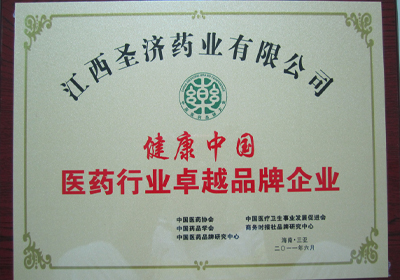 江西圣济药业有限公司
藥
健康中国
医药行业卓越品牌企业
中国医药协会 中国医疗卫生事业发展促进会
中国药品学会 商务时报社品牌研究中心
中国医药品牌研究中心
海南·三亚
二〇一一年六月